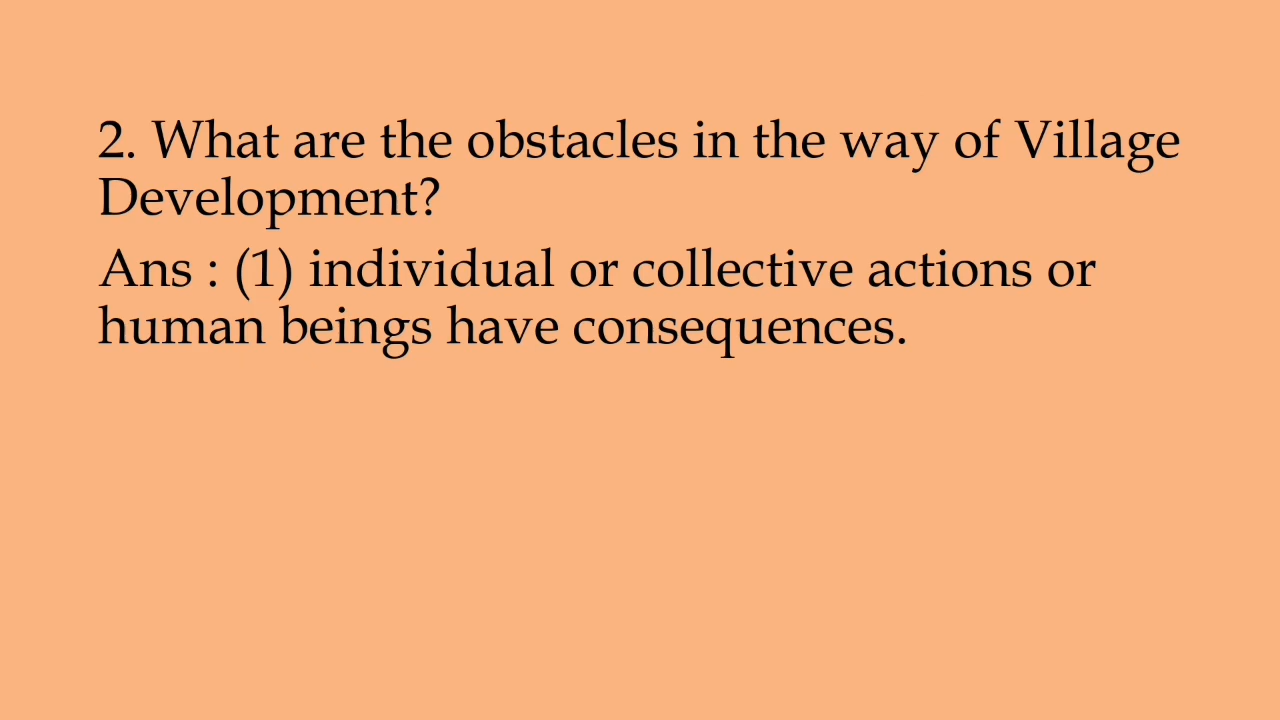 2. What are the obstacles in the way of Village
Development?
Ans : (1) individual or collective actions or
human beings have consequences.